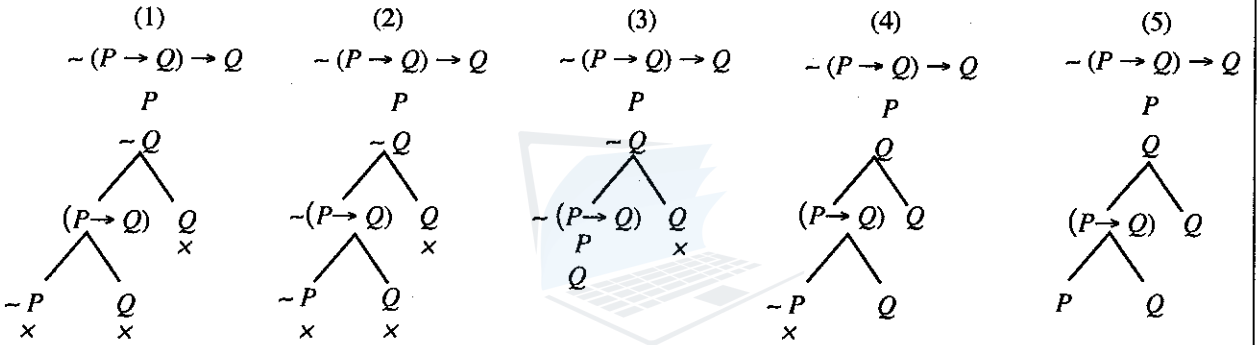 (1) (2) (3) (4) (5)
~ (P → Q) → Q ~ (P → Q) → Q ~ (P → Q) → Q ~ (P → Q) → Q ~ (P → Q) → Q
P P P P P
~ Q ~ Q ~ Q Q Q
(P → Q) Q ~(P → Q) Q ~ (P → Q) Q (P → Q) Q (P → Q) Q
× × P ×
Q
~ P Q ~ P Q ~ P Q P Q
× × × × ×